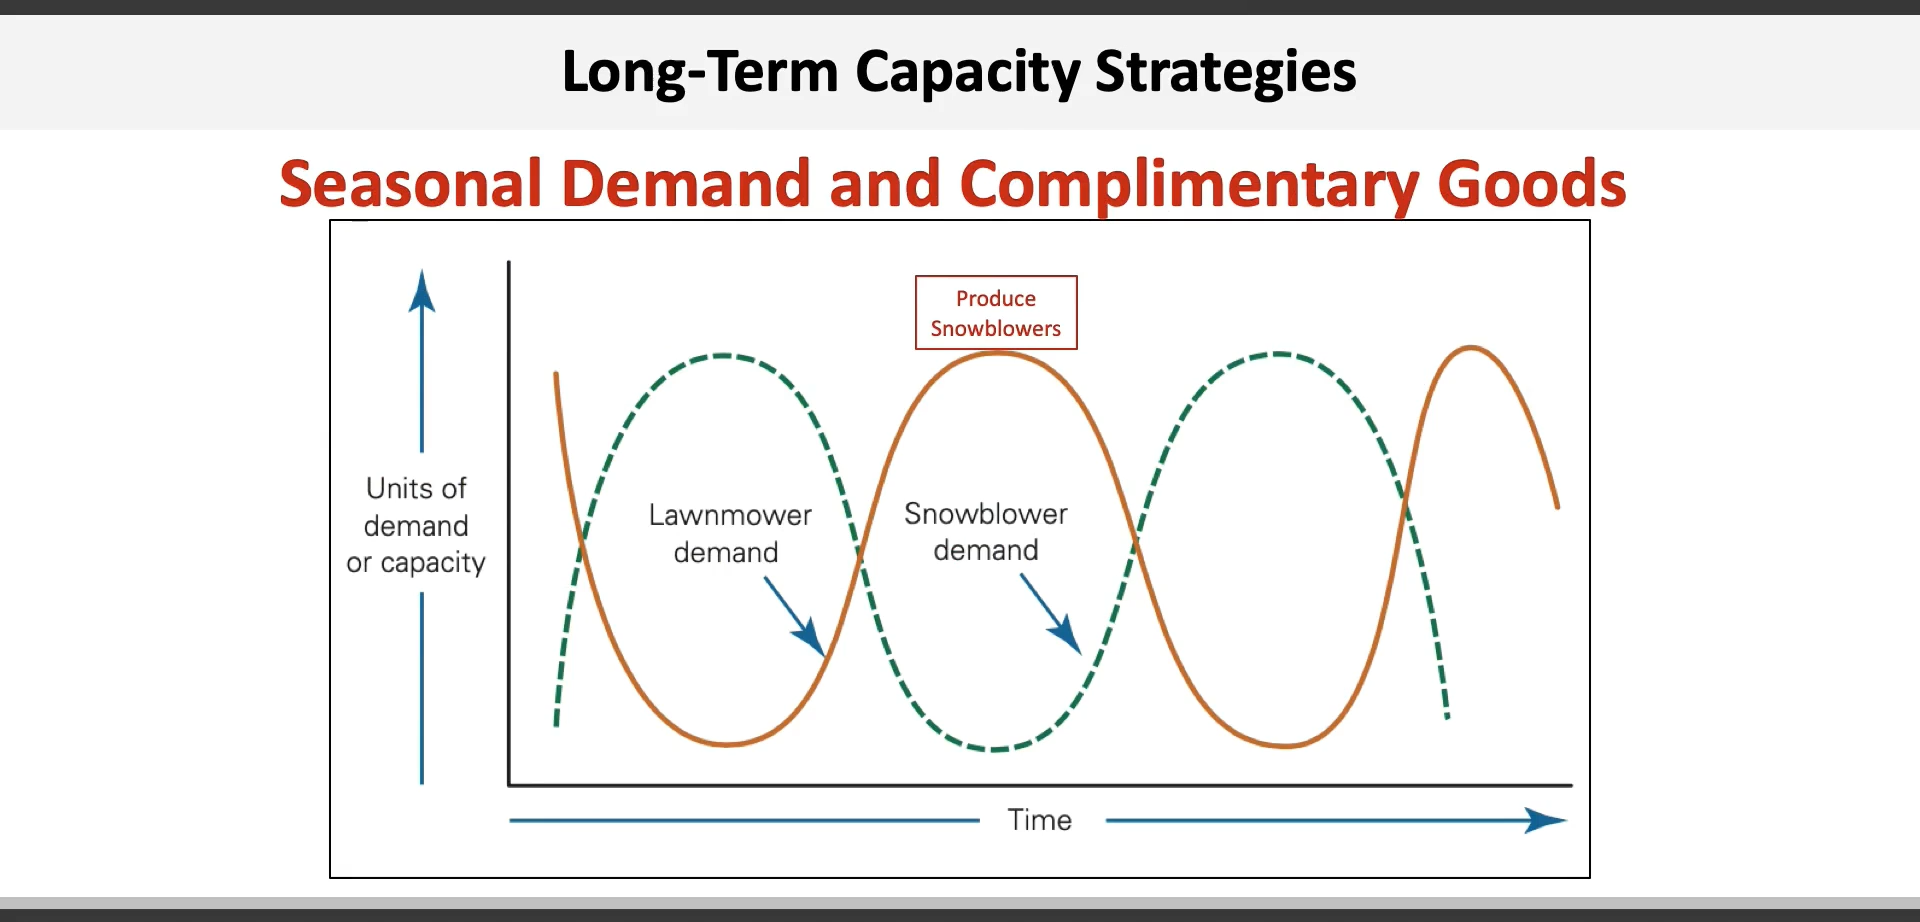 Long-Term Capacity Strategies
Seasonal Demand and Complimentary Goods
Produce
Snowblowers
Units of
demand
or capacity
Lawnmower
demand
Snowblower
demand
Time